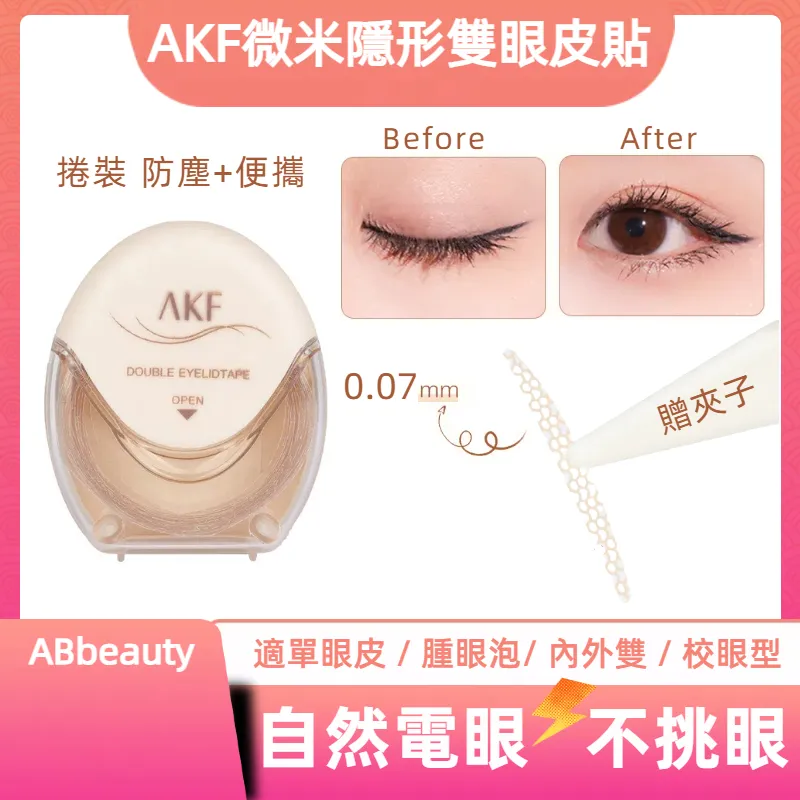 AKF微米隱形雙眼皮貼
Before
After
捲裝 防塵+便攜
AKF
DOUBLE EYELIDTAPE
OPEN
0.07mm
贈夾子
ABbeauty
適單眼皮 / 腫眼泡/ 內外雙 / 校眼型
自然電眼⚡不挑眼